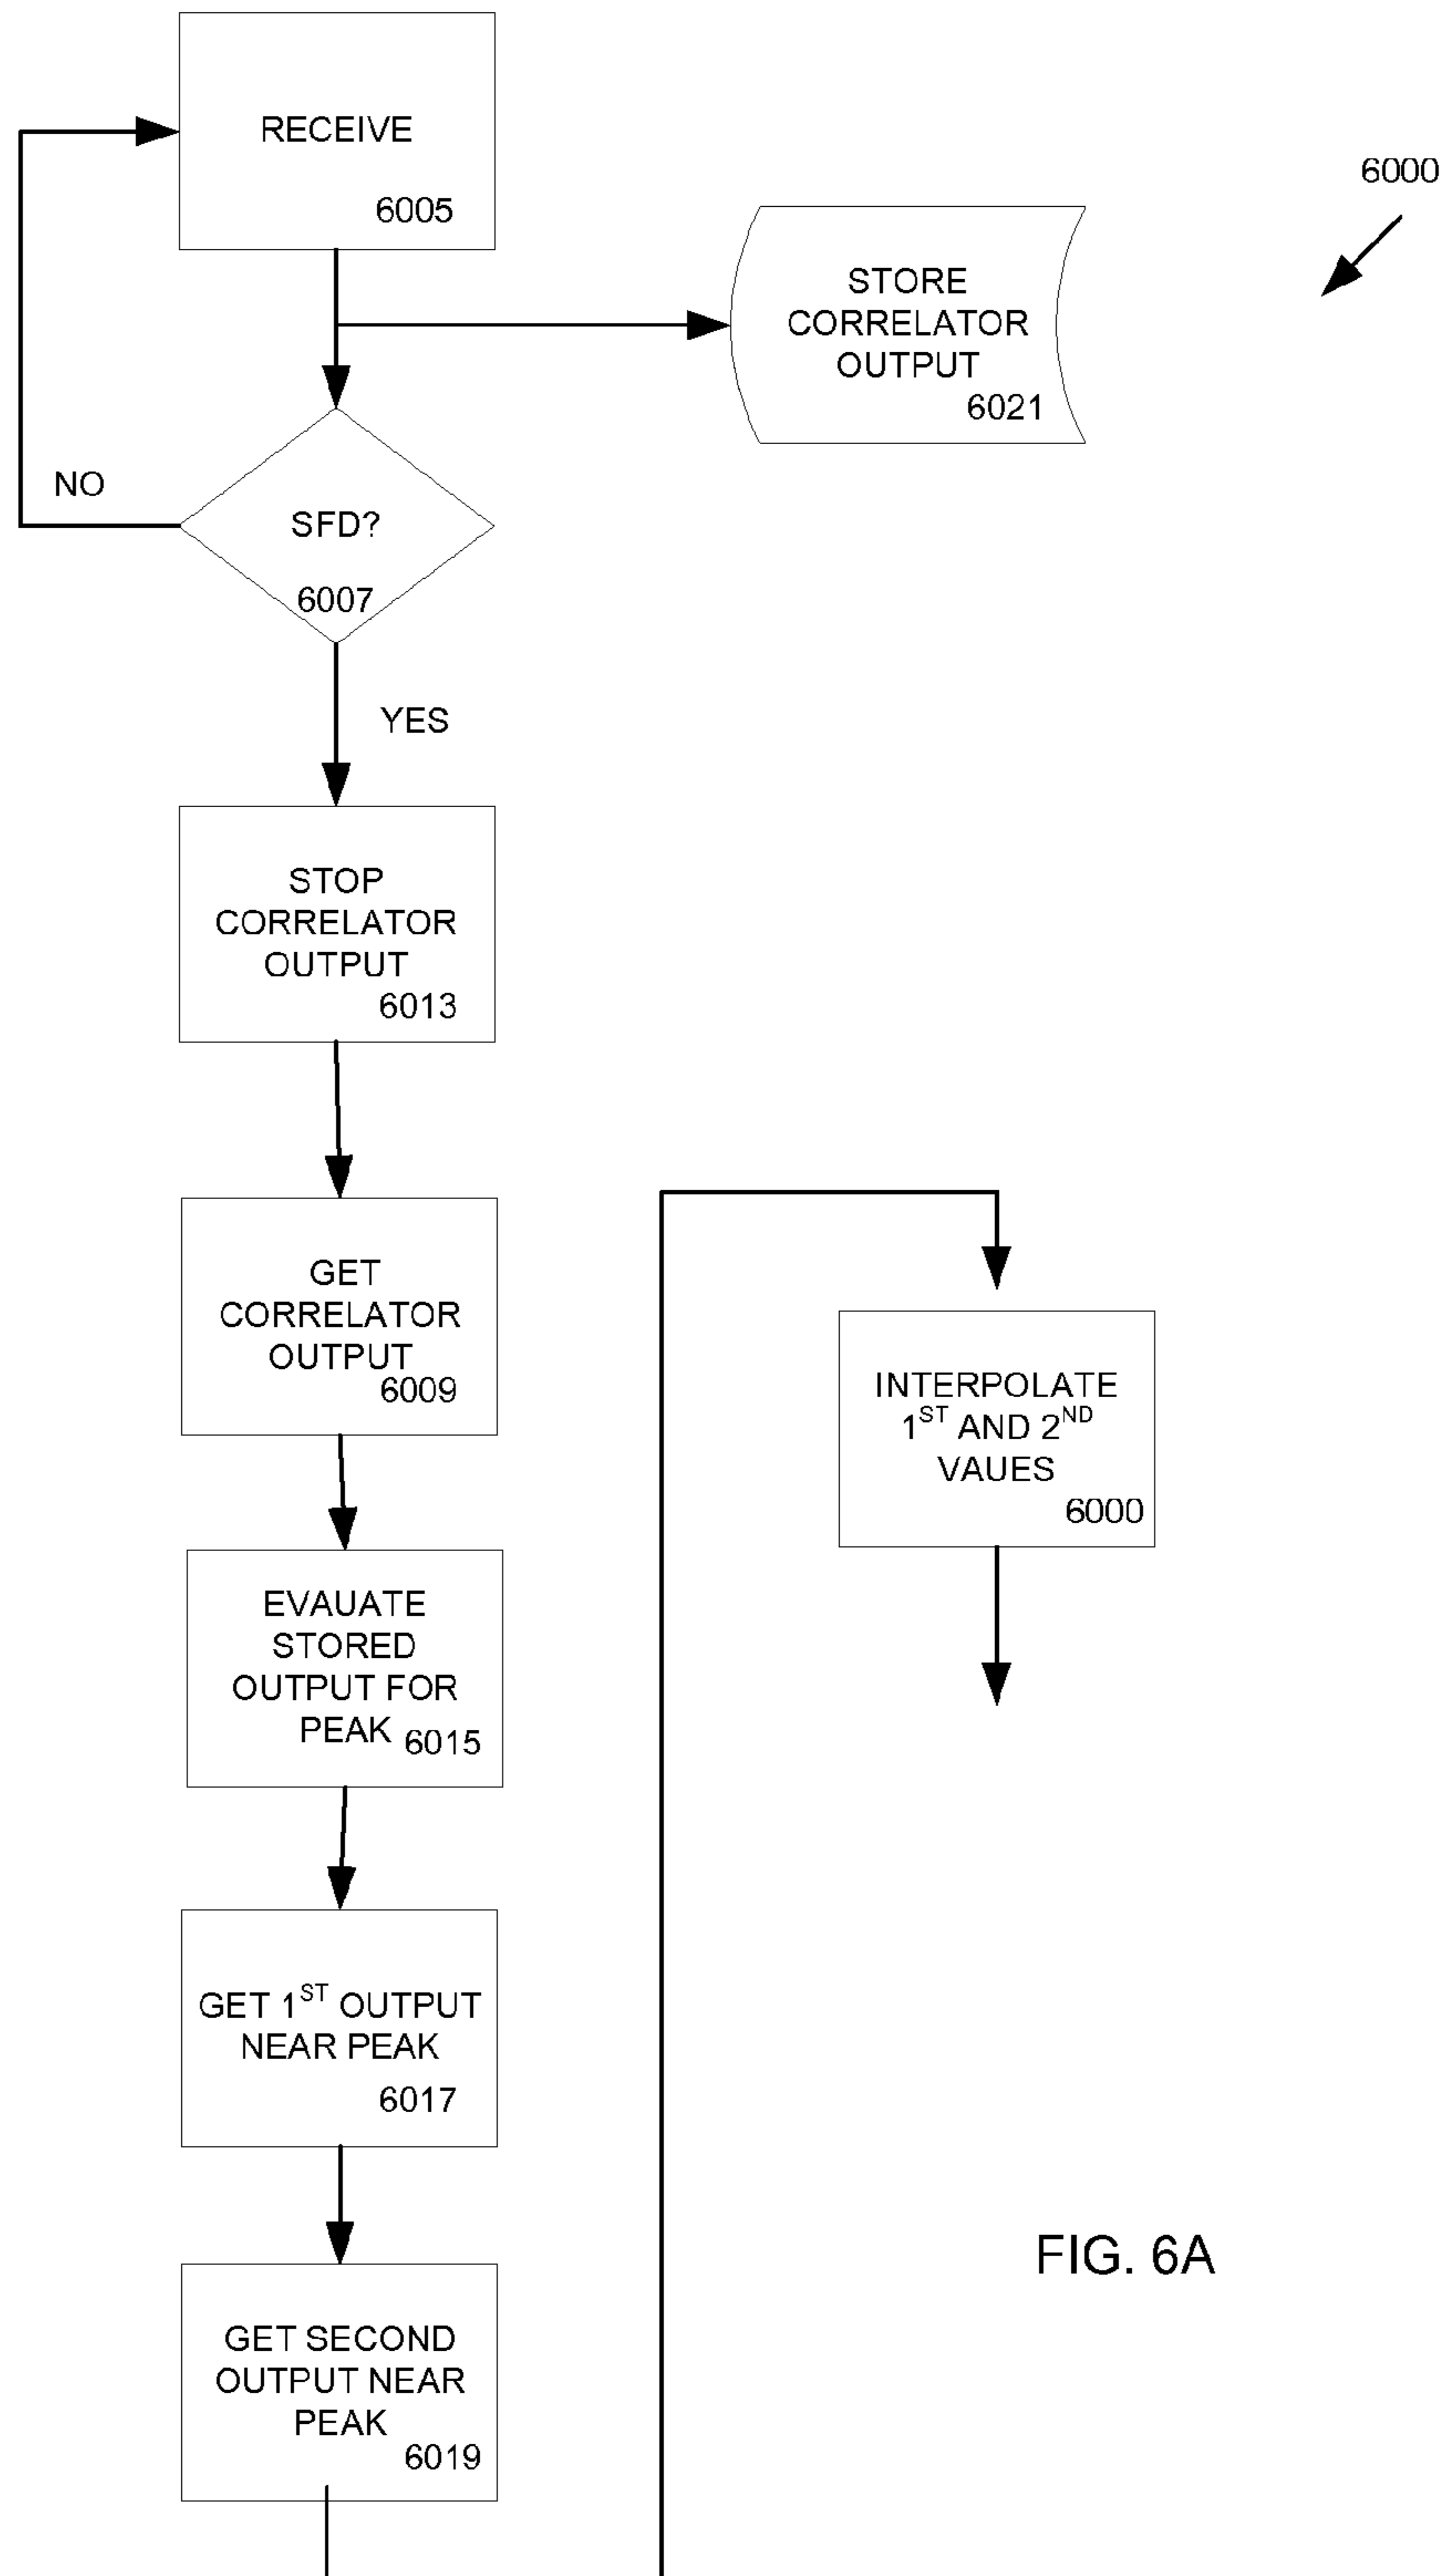 RECEIVE
6005
6000
STORE
CORRELATOR
OUTPUT
6021
NO
SFD?
6007
YES
STOP
CORRELATOR
OUTPUT
6013
GET
CORRELATOR
OUTPUT
6009
INTERPOLATE
1ST AND 2ND
VAUES
6000
EVAUATE
STORED
OUTPUT FOR
PEAK 6015
GET 1ST OUTPUT
NEAR PEAK
6017
FIG. 6A
GET SECOND
OUTPUT NEAR
PEAK
6019